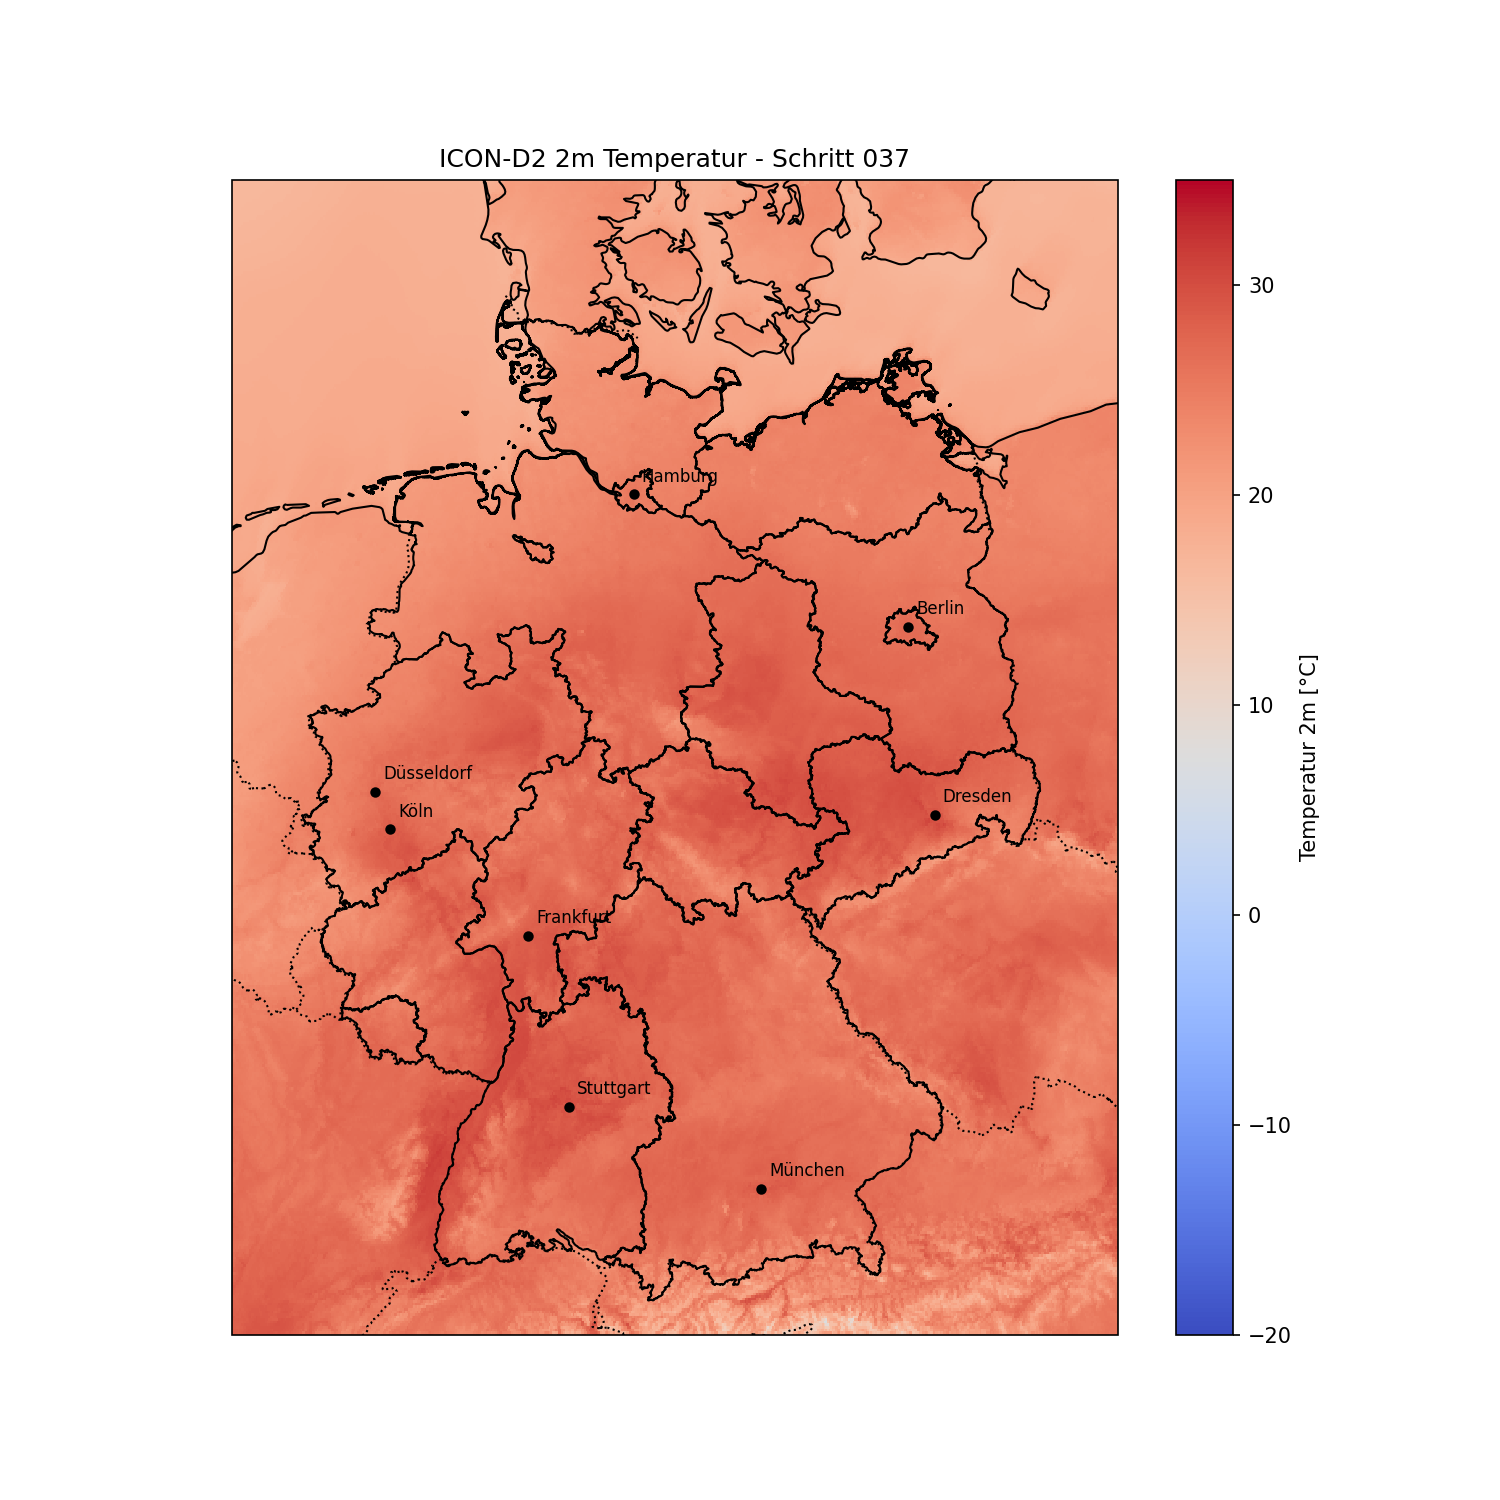 ICON-D2 2m Temperatur - Schritt 037
Hamburg
Berlin
Düsseldorf
Köln
Dresden
Frankfurt
Stuttgart
München
30
20
10
0
−10
−20
Temperatur 2m [°C]